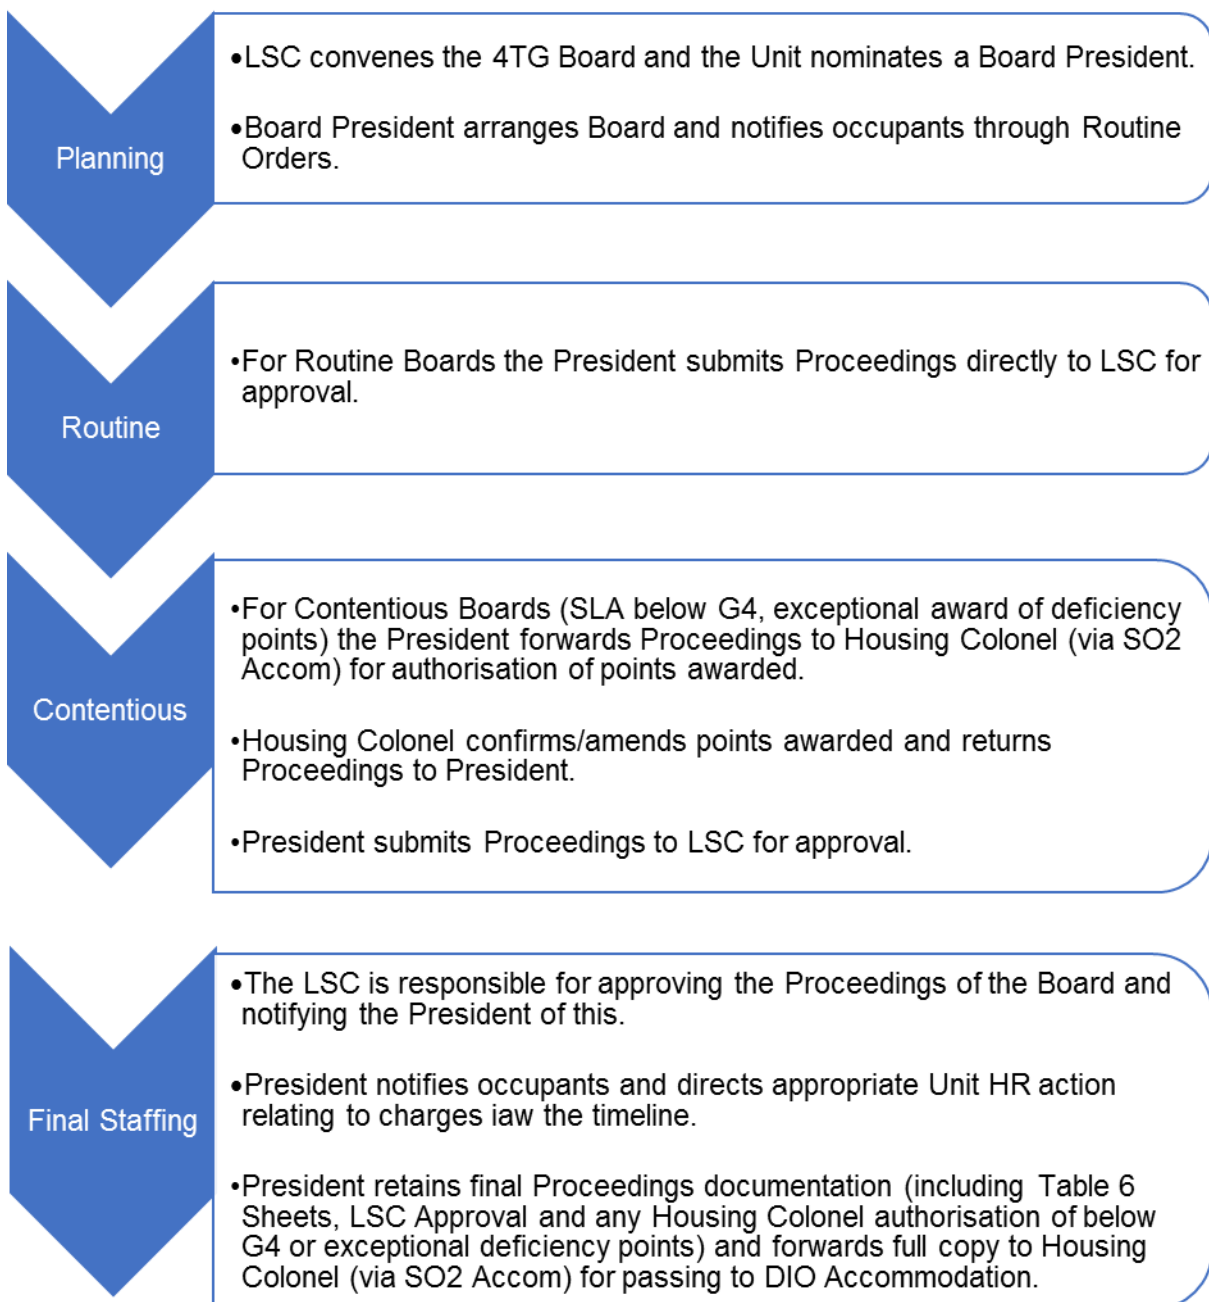 Planning
•LSC convenes the 4TG Board and the Unit nominates a Board President.
•Board President arranges Board and notifies occupants through Routine
Orders.
Routine
•For Routine Boards the President submits Proceedings directly to LSC for
approval.
Contentious
•For Contentious Boards (SLA below G4, exceptional award of deficiency
points) the President forwards Proceedings to Housing Colonel (via SO2
Accom) for authorisation of points awarded.
•Housing Colonel confirms/amends points awarded and returns
Proceedings to President.
•President submits Proceedings to LSC for approval.
Final Staffing
•The LSC is responsible for approving the Proceedings of the Board and
notifying the President of this.
•President notifies occupants and directs appropriate Unit HR action
relating to charges iaw the timeline.
•President retains final Proceedings documentation (including Table 6
Sheets, LSC Approval and any Housing Colonel authorisation of below
G4 or exceptional deficiency points) and forwards full copy to Housing
Colonel (via SO2 Accom) for passing to DIO Accommodation.